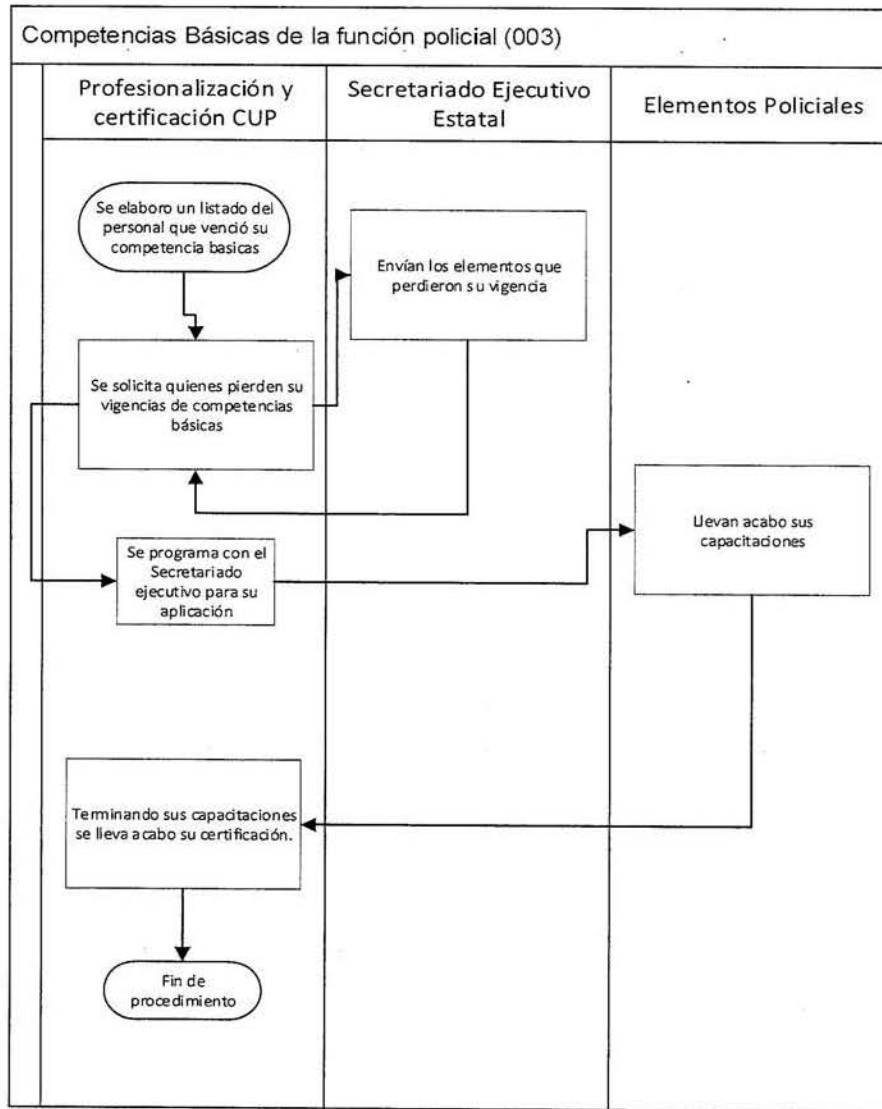 Competencias Básicas de la función policial (003)
Profesionalización y
certificación CUP
Secretariado Ejecutivo
Estatal
Elementos Policiales
Se elaboro un listado del
personal que venció su
competencia basicas
Envían los elementos que
perdieron su vigencia
Se solicita quienes pierden su
vigencias de competencias
básicas
Se programa con el
Secretariado
ejecutivo para su
aplicación
Llevan acabo sus
capacitaciones
Terminando sus capacitaciones
se lleva acabo su certificación.
Fin de
procedimiento